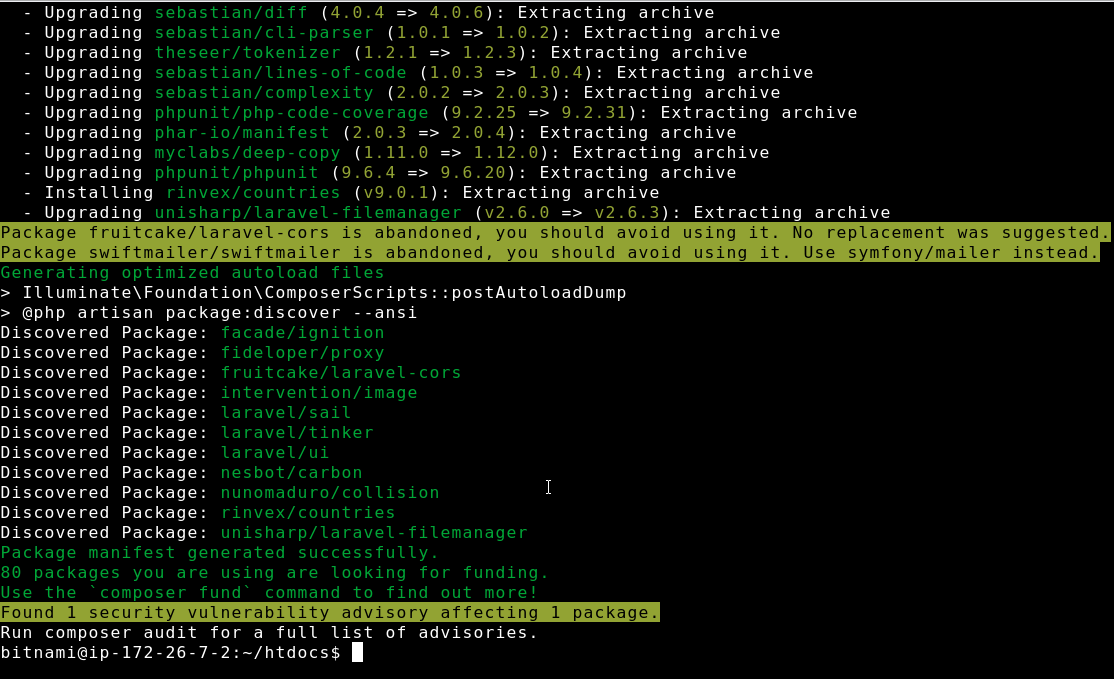 - Upgrading sebastian/diff (4.0.4 => 4.0.6): Extracting archive
- Upgrading sebastian/cli-parser (1.0.1 => 1.0.2): Extracting archive
- Upgrading theseer/tokenizer (1.2.1 => 1.2.3): Extracting archive
- Upgrading sebastian/lines-of-code (1.0.3 => 1.0.4): Extracting archive
- Upgrading sebastian/complexity (2.0.2 => 2.0.3): Extracting archive
- Upgrading phpunit/php-code-coverage (9.2.25 => 9.2.31): Extracting archive
- Upgrading phar-io/manifest (2.0.3 => 2.0.4): Extracting archive
- Upgrading myclabs/deep-copy (1.11.0 => 1.12.0): Extracting archive
- Upgrading phpunit/phpunit (9.6.4 => 9.6.20): Extracting archive
- Installing rinvex/countries (v9.0.1): Extracting archive
- Upgrading unisharp/laravel-filemanager (v2.6.0 => v2.6.3): Extracting archive
Package fruitcake/laravel-cors is abandoned, you should avoid using it. No replacement was suggested.
Package swiftmailer/swiftmailer is abandoned, you should avoid using it. Use symfony/mailer instead.
Generating optimized autoload files
> Illuminate\Foundation\ComposerScripts::postAutoloadDump
> @php artisan package:discover --ansi
Discovered Package: facade/ignition
Discovered Package: fideloper/proxy
Discovered Package: fruitcake/laravel-cors
Discovered Package: intervention/image
Discovered Package: laravel/sail
Discovered Package: laravel/tinker
Discovered Package: laravel/ui
Discovered Package: nesbot/carbon
Discovered Package: nunomaduro/collision
Discovered Package: rinvex/countries
Discovered Package: unisharp/laravel-filemanager
Package manifest generated successfully.
80 packages you are using are looking for funding.
Use the `composer fund` command to find out more!
Found 1 security vulnerability advisory affecting 1 package.
Run composer audit for a full list of advisories.
bitnami@ip-172-26-7-2:~/htdocs$